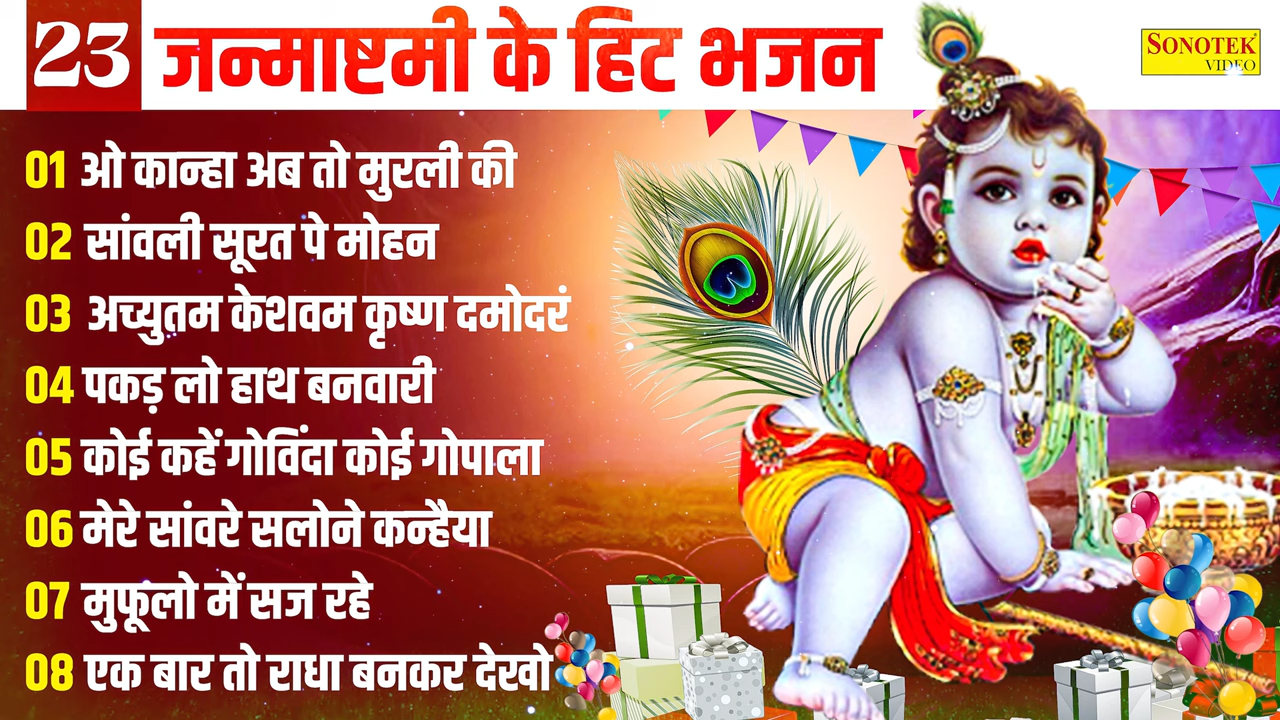 23 जन्माष्टमी के हिट भजन
SONOTEK
VIDEO
01 ओ कान्हा अब तो मुरली की
02 सांवली सूरत पे मोहन
03 अच्युतम केशवम कृष्ण दमोदरं
04 पकड़ लो हाथ बनवारी
05 कोई कहें गोविंदा कोई गोपाला
06 मेरे सांवरे सलोने कन्हैया
07 मुफूलो में सज रहे
08 एक बार तो राधा बनकर देखो